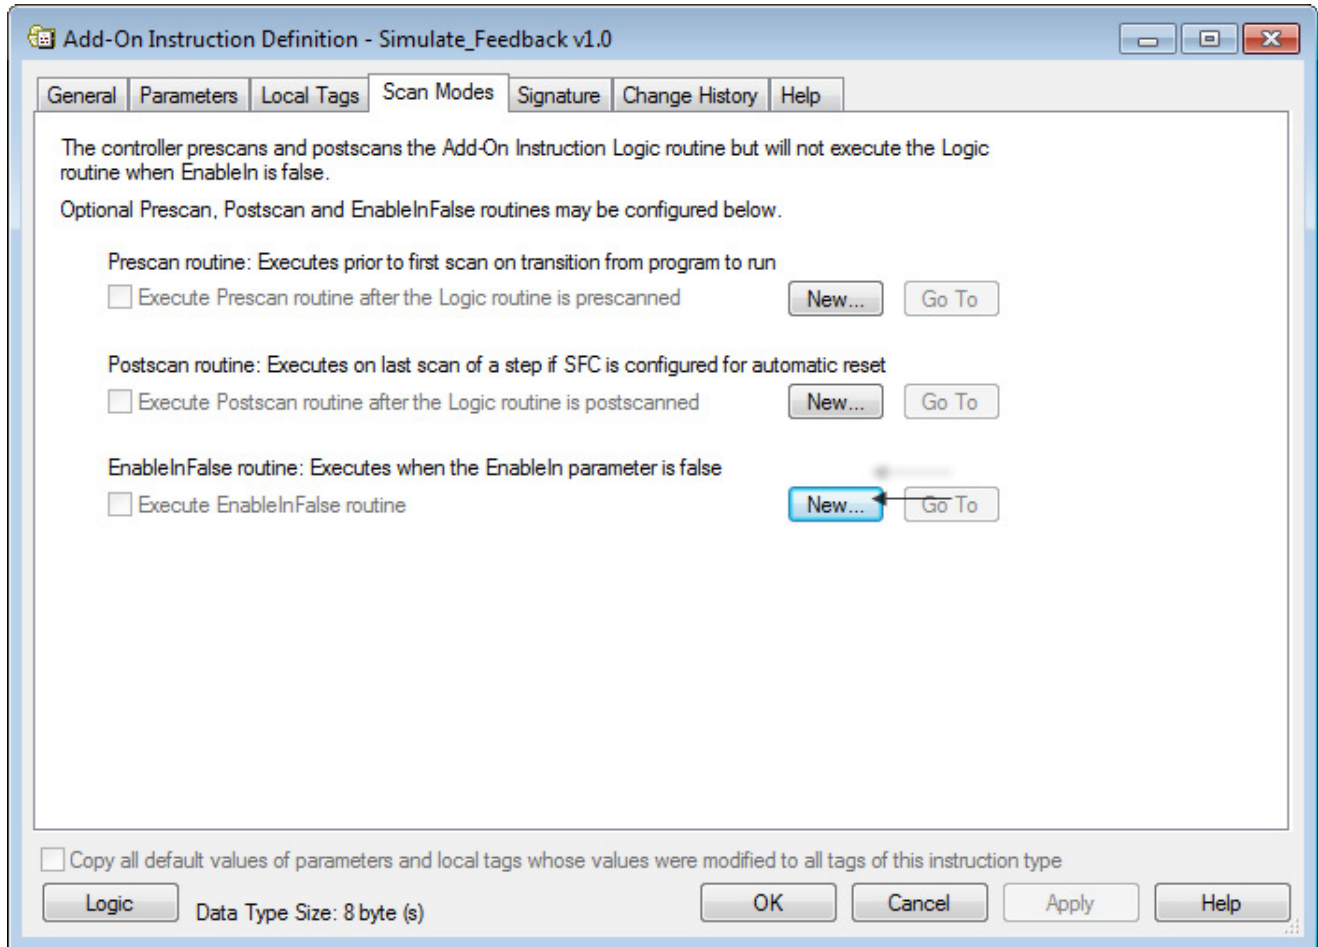 Add-On Instruction Definition - Simulate_Feedback v1.0
General Parameters Local Tags Scan Modes Signature Change History Help
The controller prescans and postscans the Add-On Instruction Logic routine but will not execute the Logic
routine when EnableIn is false.
Optional Prescan, Postscan and EnableInFalse routines may be configured below.
Prescan routine: Executes prior to first scan on transition from program to run
Execute Prescan routine after the Logic routine is prescanned New... Go To
Postscan routine: Executes on last scan of a step if SFC is configured for automatic reset
Execute Postscan routine after the Logic routine is postscanned New... Go To
EnableInFalse routine: Executes when the EnableIn parameter is false
Execute EnableInFalse routine New... Go To
Copy all default values of parameters and local tags whose values were modified to all tags of this instruction type
Logic Data Type Size: 8 byte (s) OK Cancel Apply Help